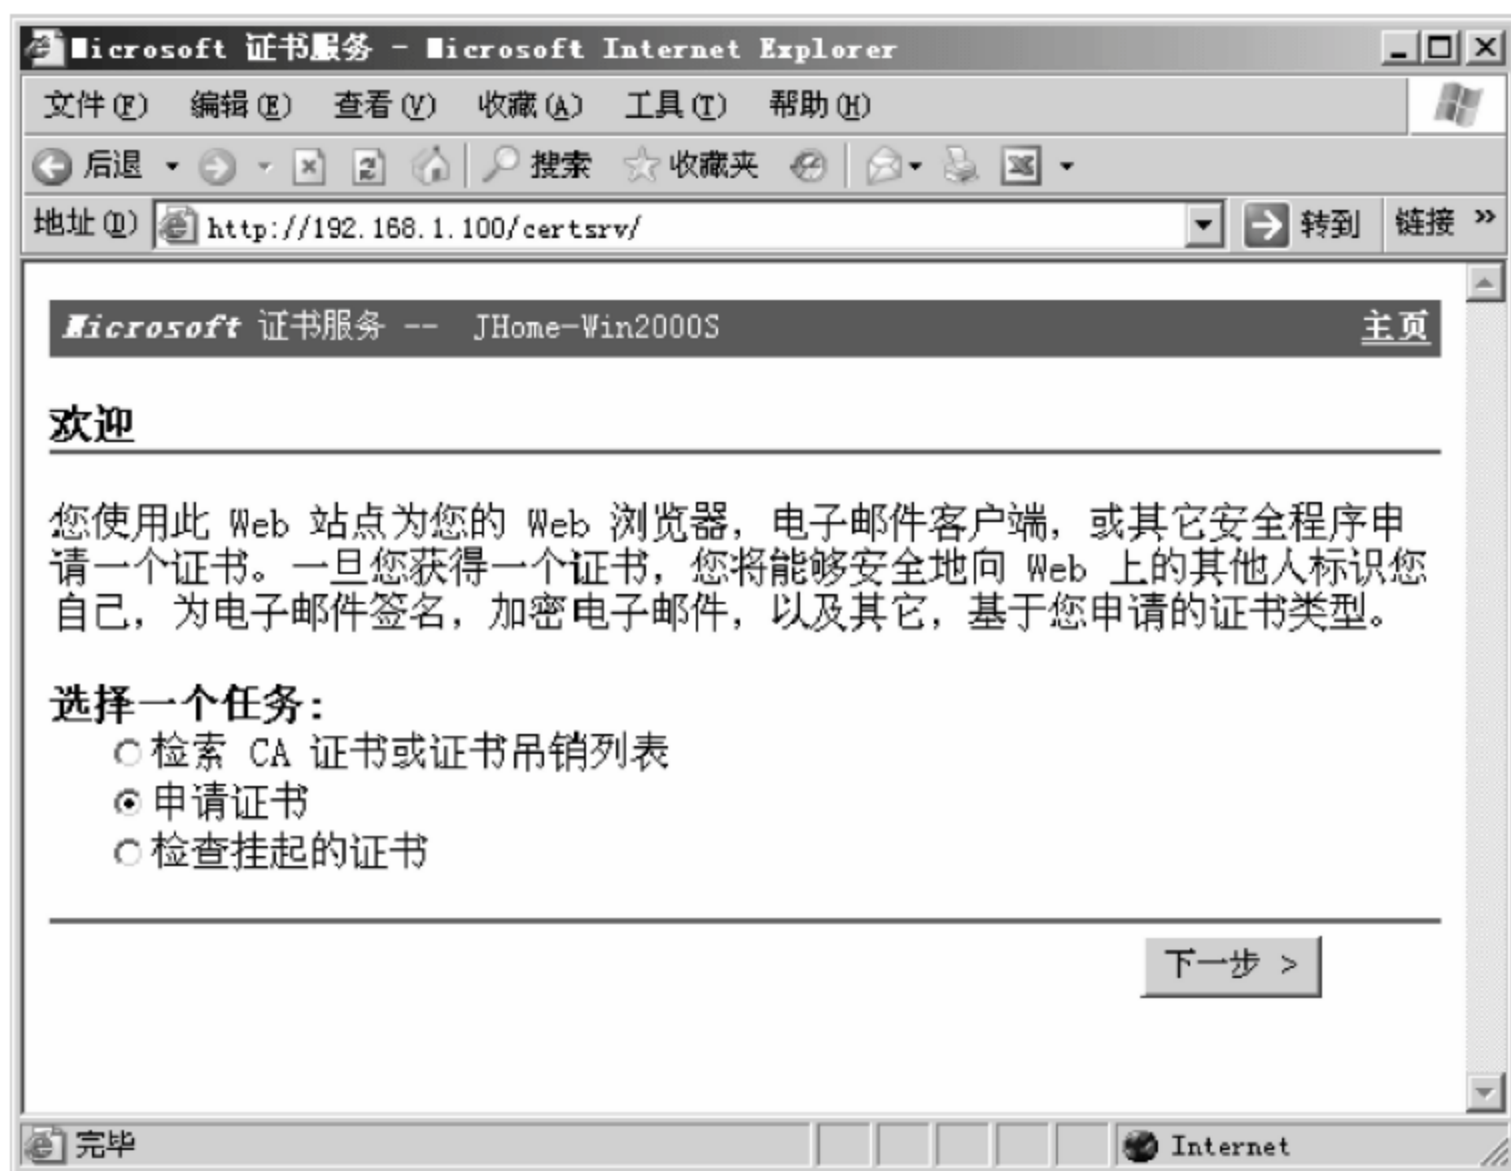 Microsoft 证书服务 - Microsoft Internet Explorer
文件(F) 编辑(E) 查看(V) 收藏(A) 工具(T) 帮助(H)
后退 搜索 收藏夹
地址(D) http://192.168.1.100/certsrv/ 转到 链接 »
Microsoft 证书服务 -- JHome-Win2000S 主页
欢迎
您使用此 Web 站点为您的 Web 浏览器，电子邮件客户端，或其它安全程序申
请一个证书。一旦您获得一个证书，您将能够安全地向 Web 上的其他人标识您
自己，为电子邮件签名，加密电子邮件，以及其它，基于您申请的证书类型。
选择一个任务:
检索 CA 证书或证书吊销列表
申请证书
检查挂起的证书
下一步 >
完毕 Internet